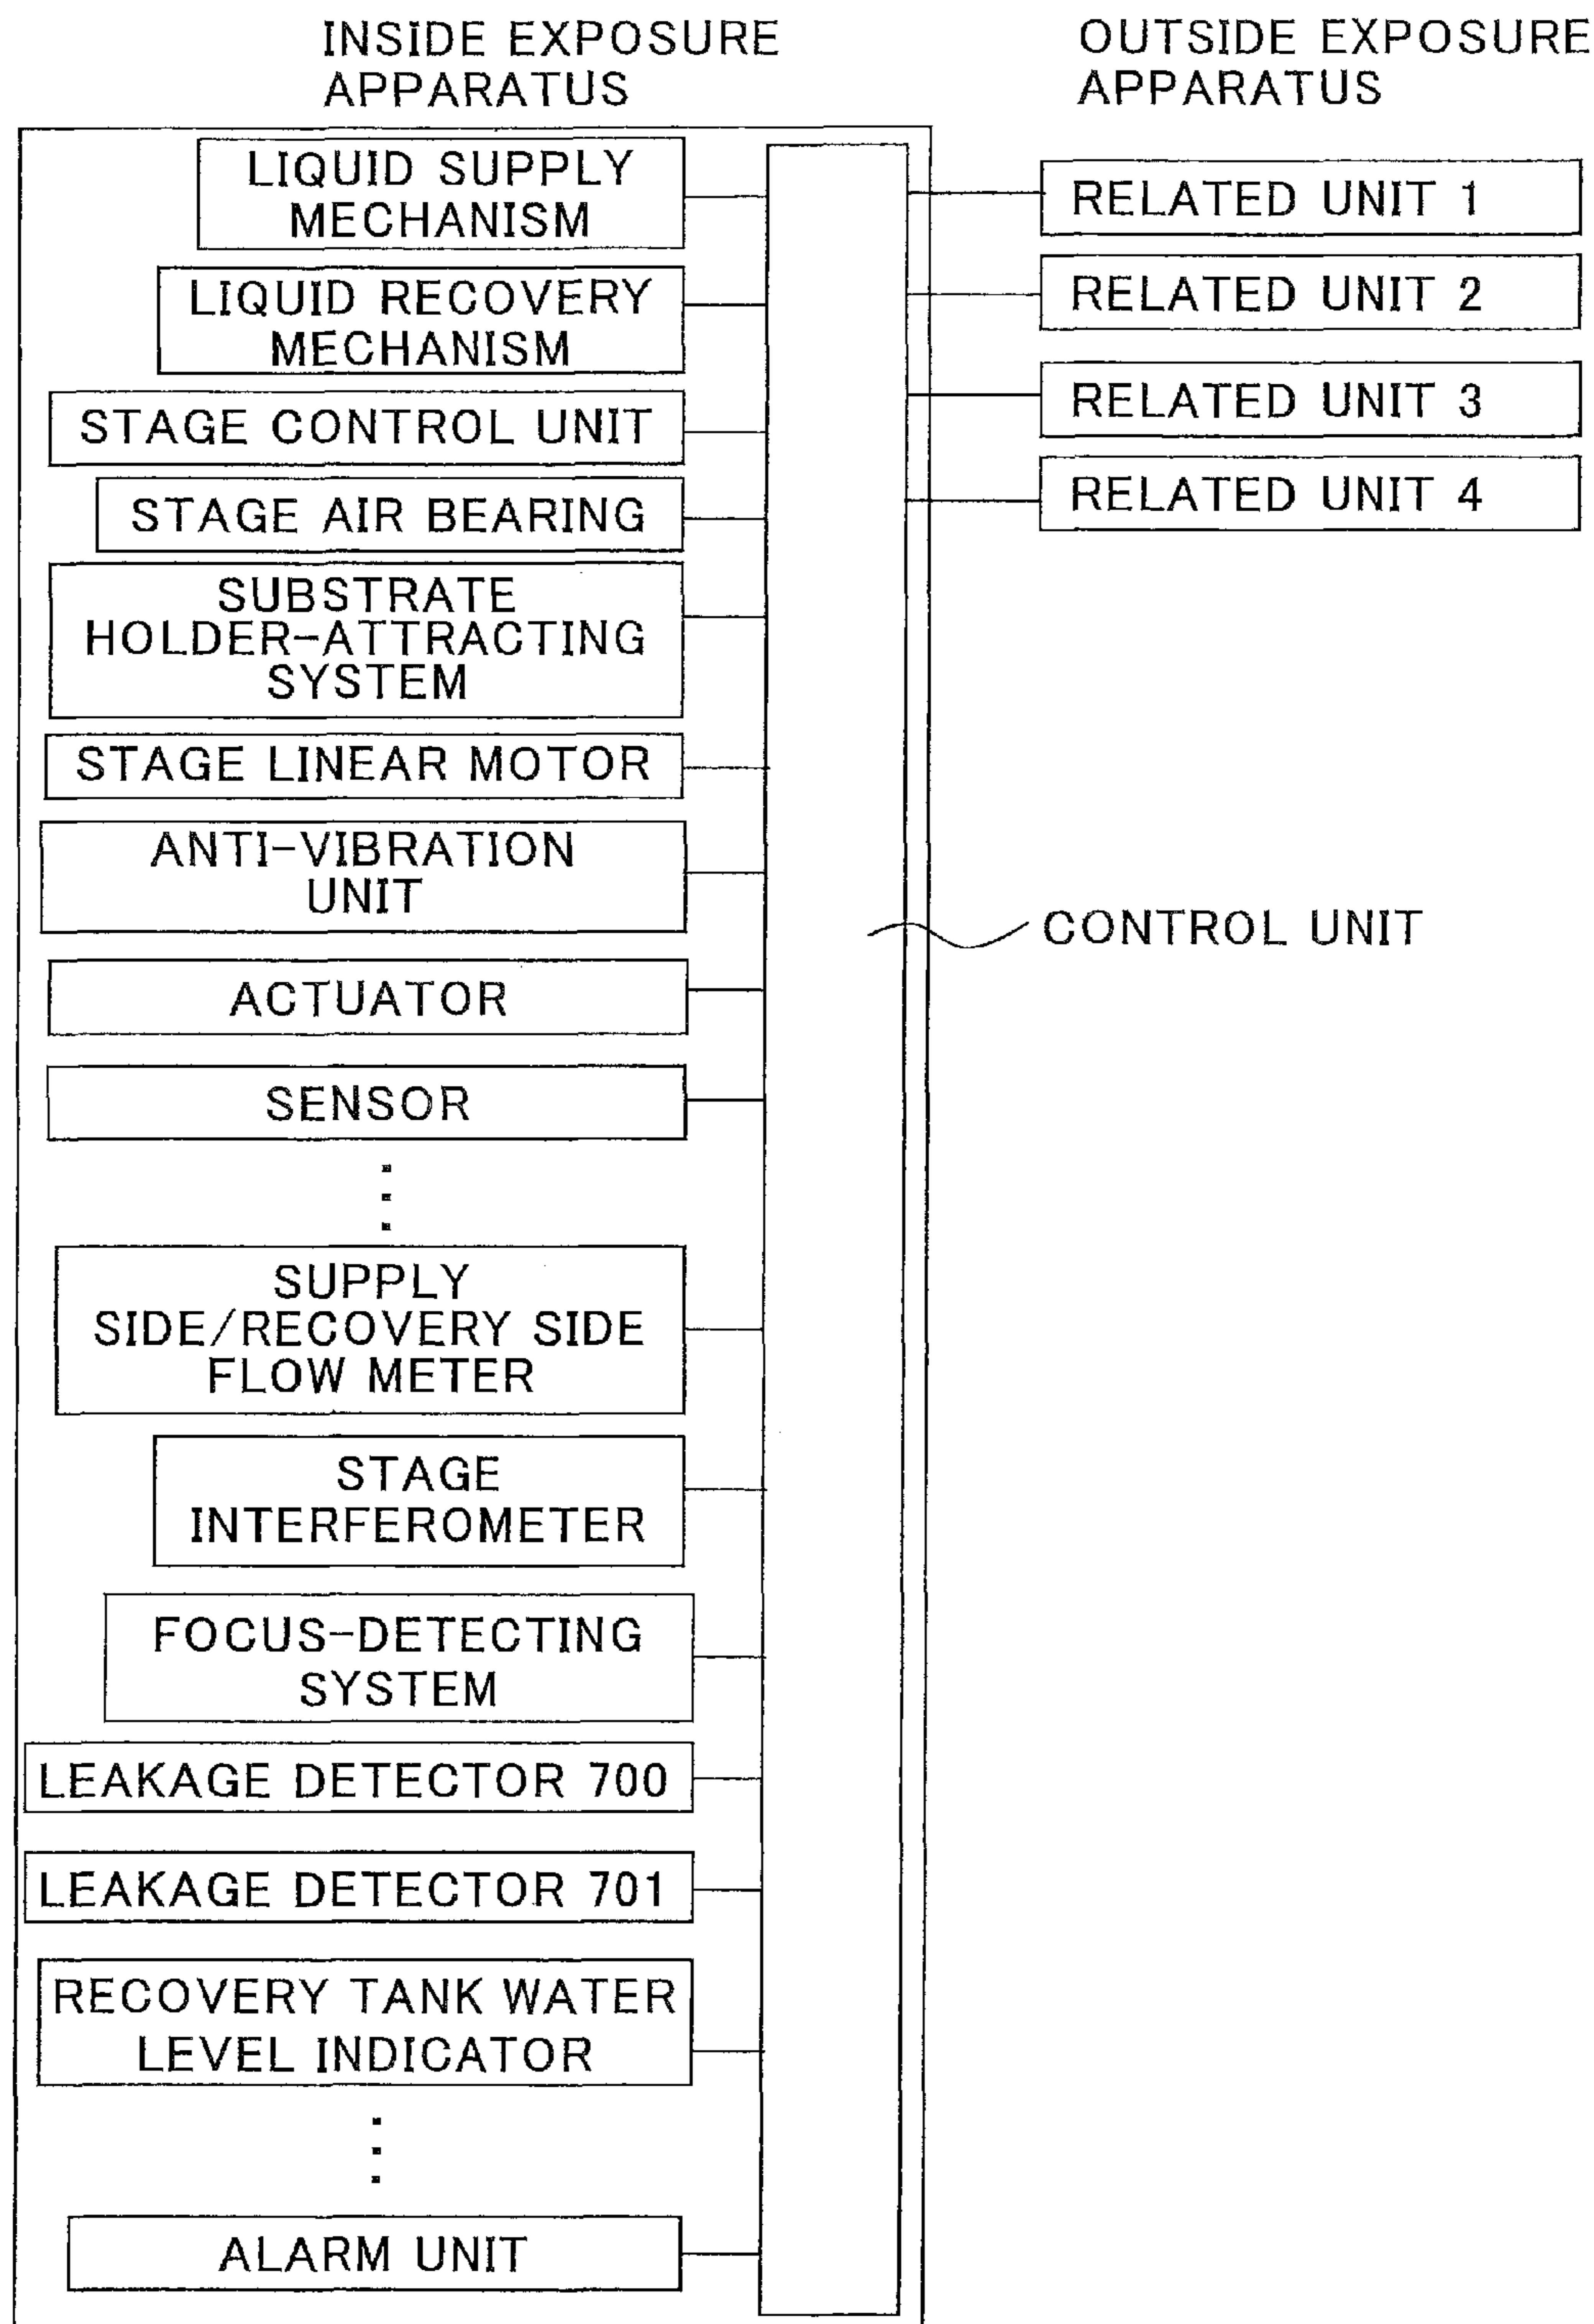 INSIDE EXPOSURE
APPARATUS
OUTSIDE EXPOSURE
APPARATUS
LIQUID SUPPLY
MECHANISM
LIQUID RECOVERY
MECHANISM
STAGE CONTROL UNIT
STAGE AIR BEARING
SUBSTRATE
HOLDER-ATTRACTING
SYSTEM
STAGE LINEAR MOTOR
ANTI-VIBRATION
UNIT
ACTUATOR
SENSOR
SUPPLY
SIDE/RECOVERY SIDE
FLOW METER
STAGE
INTERFEROMETER
FOCUS-DETECTING
SYSTEM
LEAKAGE DETECTOR 700
LEAKAGE DETECTOR 701
RECOVERY TANK WATER
LEVEL INDICATOR
ALARM UNIT
RELATED UNIT 1
RELATED UNIT 2
RELATED UNIT 3
RELATED UNIT 4
CONTROL UNIT